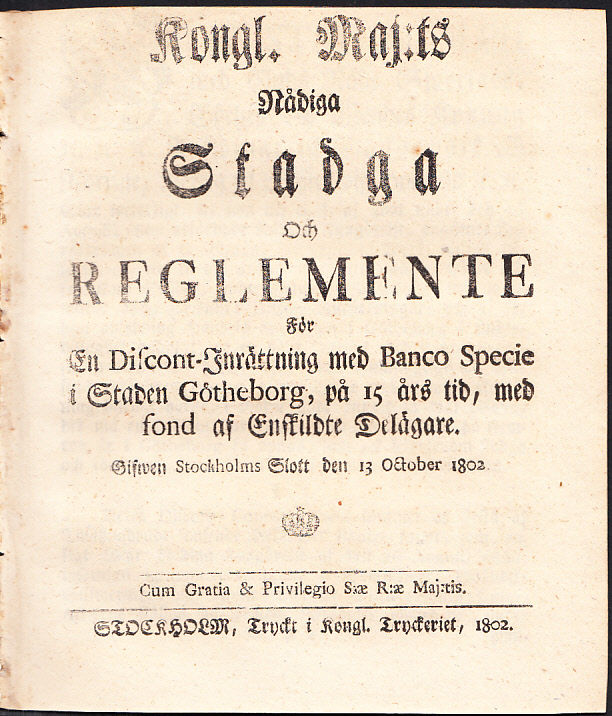 Kongl. Maj:ts
Nådiga
Stadga
Och
REGLEMENTE
För
En Discont-Inrättning med Banco Specie
i Staden Götheborg, på 15 års tid, med
fond af Enskildte Delägare.
Gifwen Stockholms Slott den 13 October 1802.
Cum Gratia & Privilegio S:æ R:æ Maj:tis.
STOCKHOLM, Tryckt i Kongl. Tryckeriet, 1802.